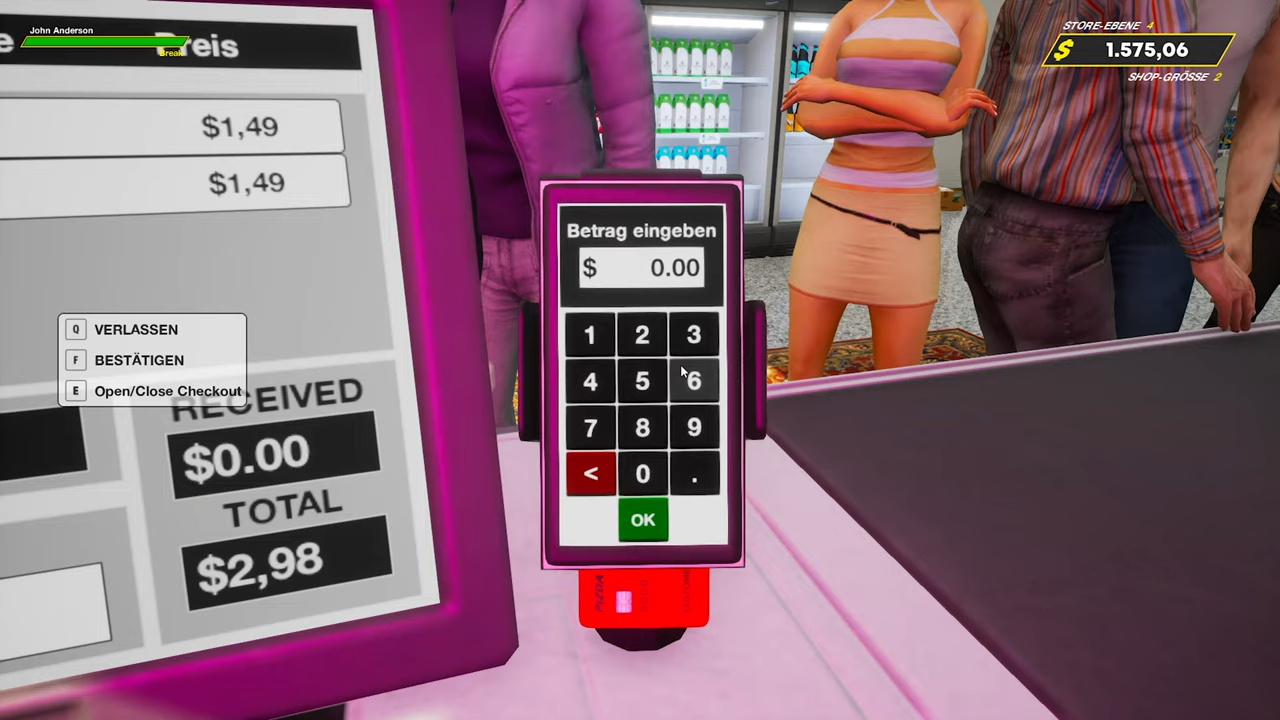 John Anderson
Break
e
Preis
$1,49
$1,49
Q VERLASSEN
F BESTÄTIGEN
E Open/Close Checkout
RECEIVED
$0.00
TOTAL
$2,98
Betrag eingeben
$ 0.00
1 2 3
4 5 6
7 8 9
< 0 .
OK
PIZDA
STORE-EBENE 4
$ 1.575,06
SHOP-GRÖSSE 2